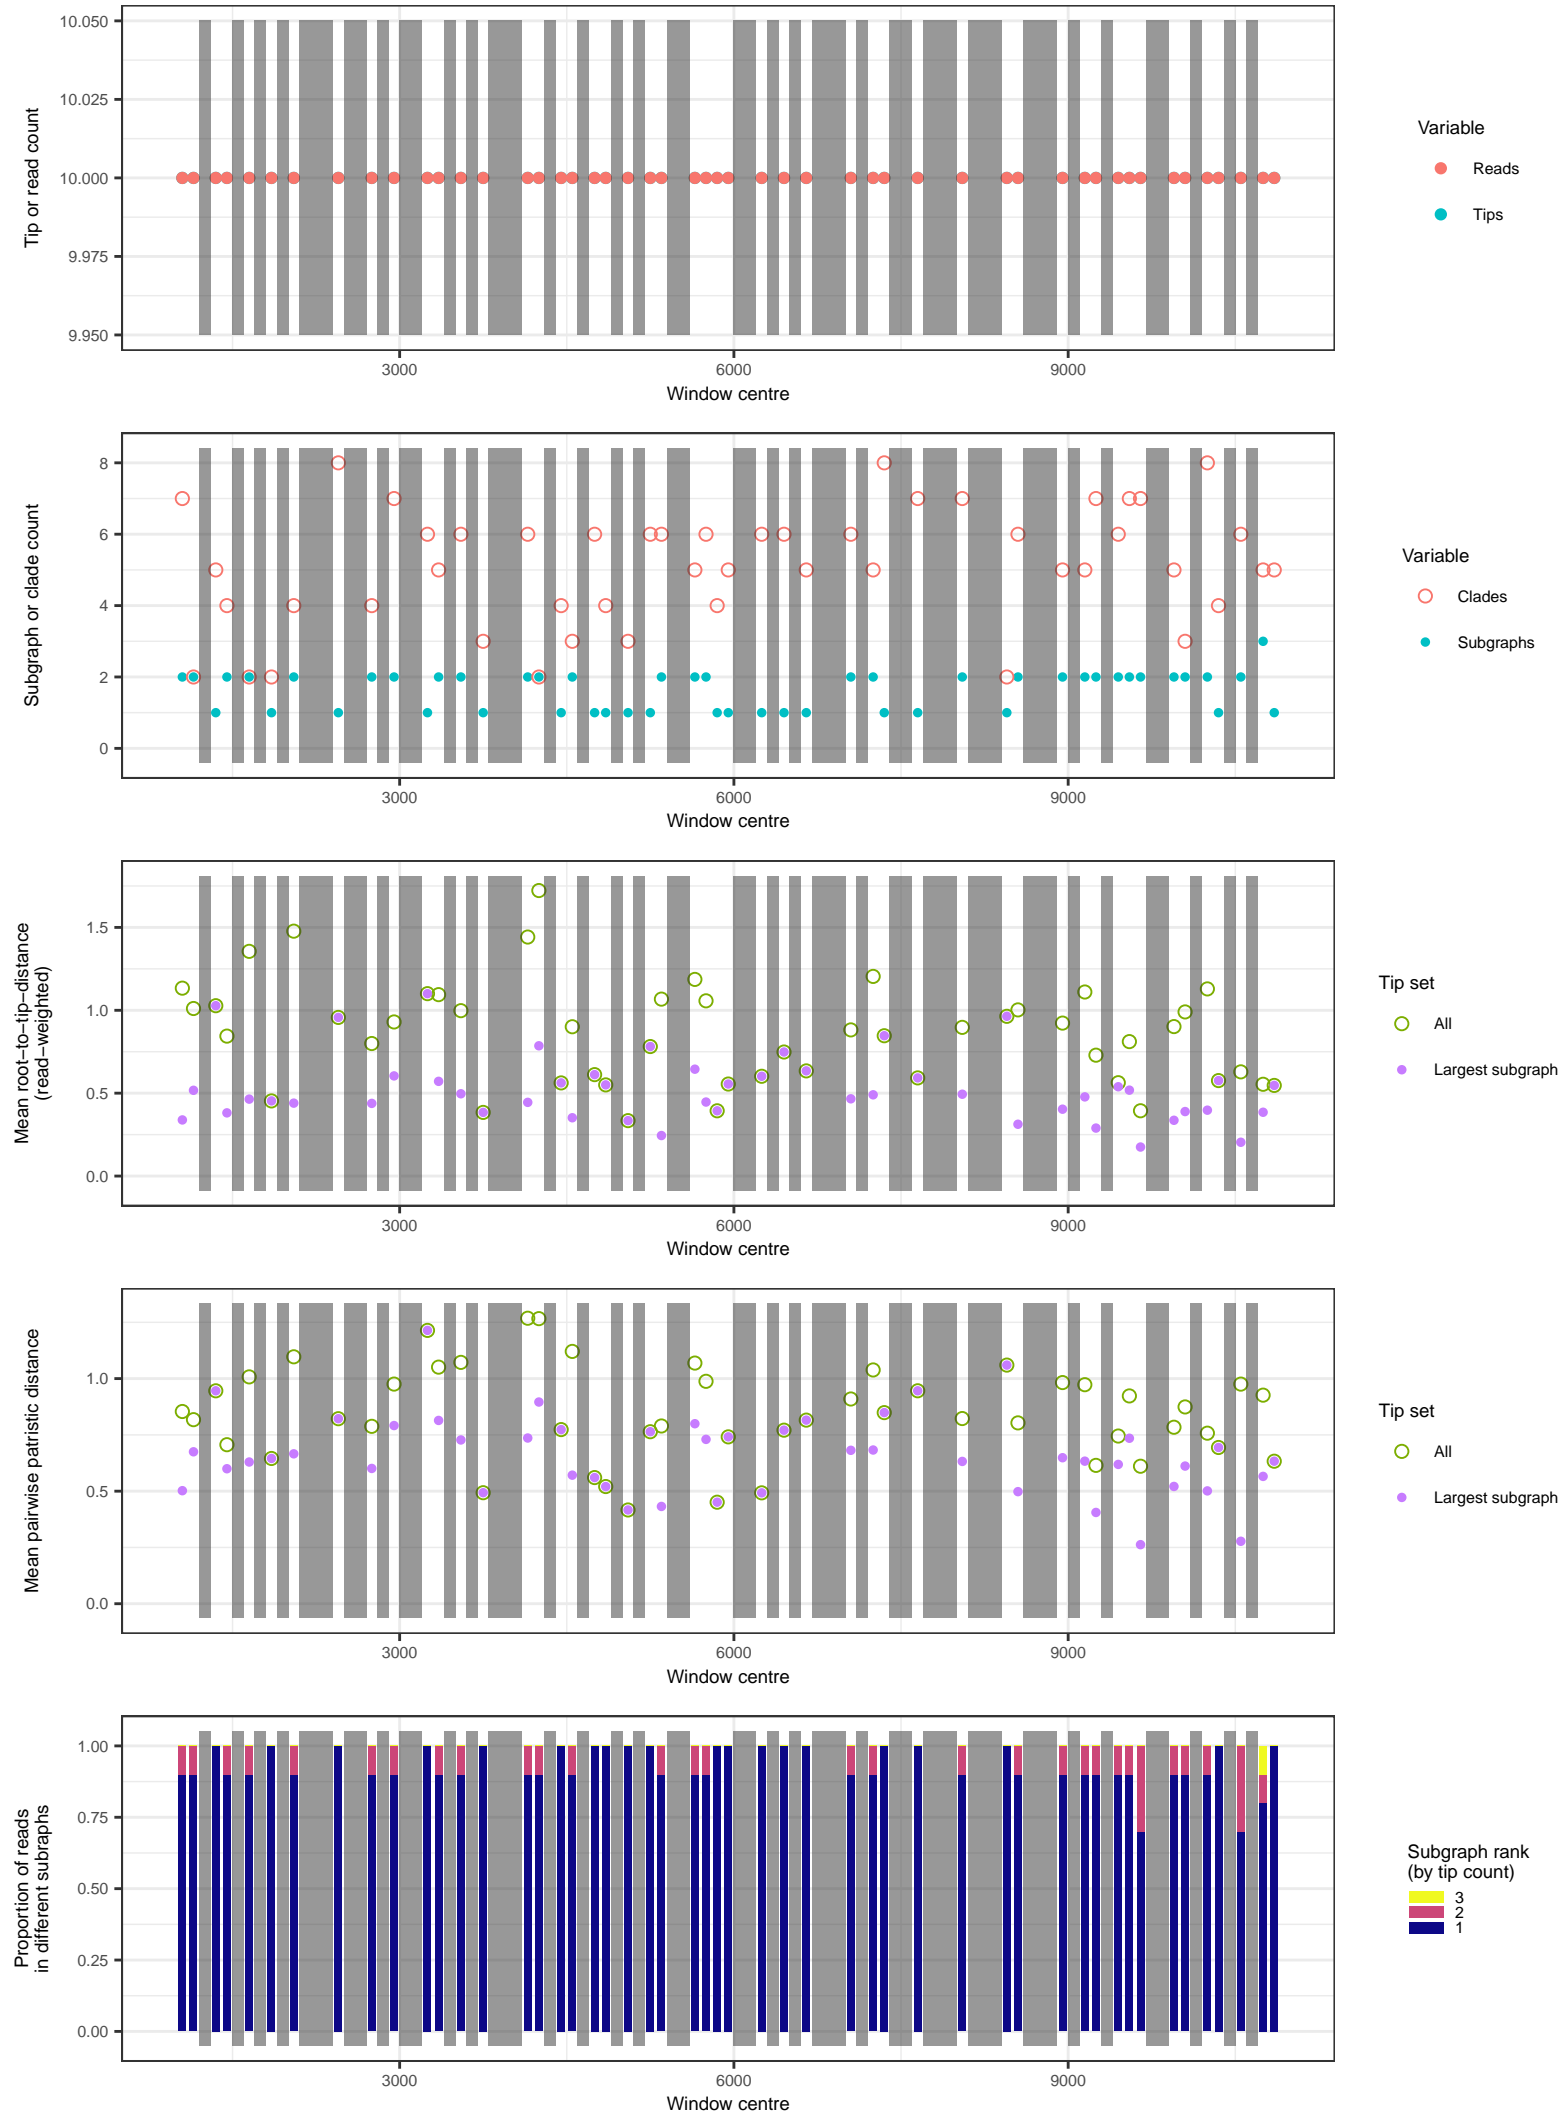 10.050
10.025
10.000
9.975
9.950
Tip or read count
3000 6000 9000
Window centre
Variable
Reads
Tips
8
6
4
2
0
Subgraph or clade count
3000 6000 9000
Window centre
Variable
Clades
Subgraphs
1.5
1.0
0.5
0.0
Mean root−to−tip−distance
(read−weighted)
3000 6000 9000
Window centre
Tip set
All
Largest subgraph
1.0
0.5
0.0
Mean pairwise patristic distance
3000 6000 9000
Window centre
Tip set
All
Largest subgraph
1.00
0.75
0.50
0.25
0.00
Proportion of reads
in different subraphs
3000 6000 9000
Window centre
Subgraph rank
(by tip count)
3
2
1